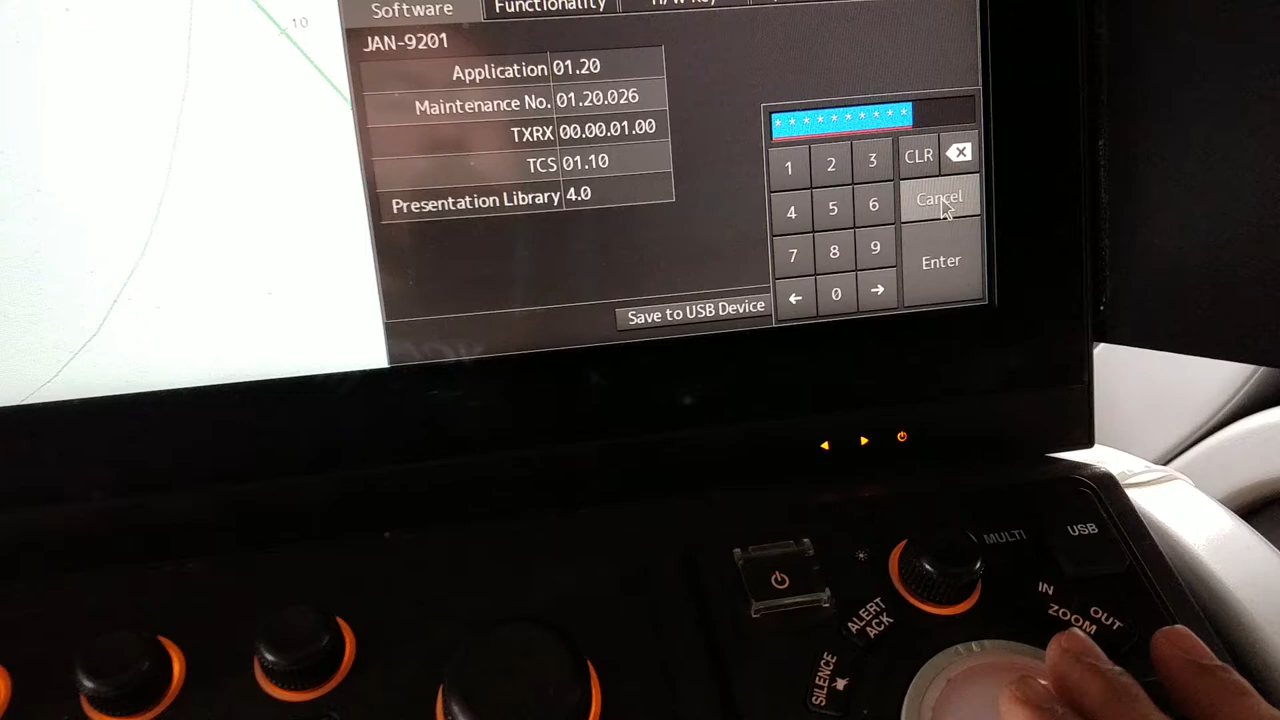 10
Software
Functionality
JAN-9201
Application 01.20
Maintenance No. 01.20.026
TXRX 00.00.01.00
TCS 01.10
Presentation Library 4.0
* * * * * * * * * *
1 2 3 CLR
4 5 6 Cancel
7 8 9 Enter
← 0 →
Save to USB Device
MULTI
USB
ALERT
ACK
IN
ZOOM
OUT
SILENCE